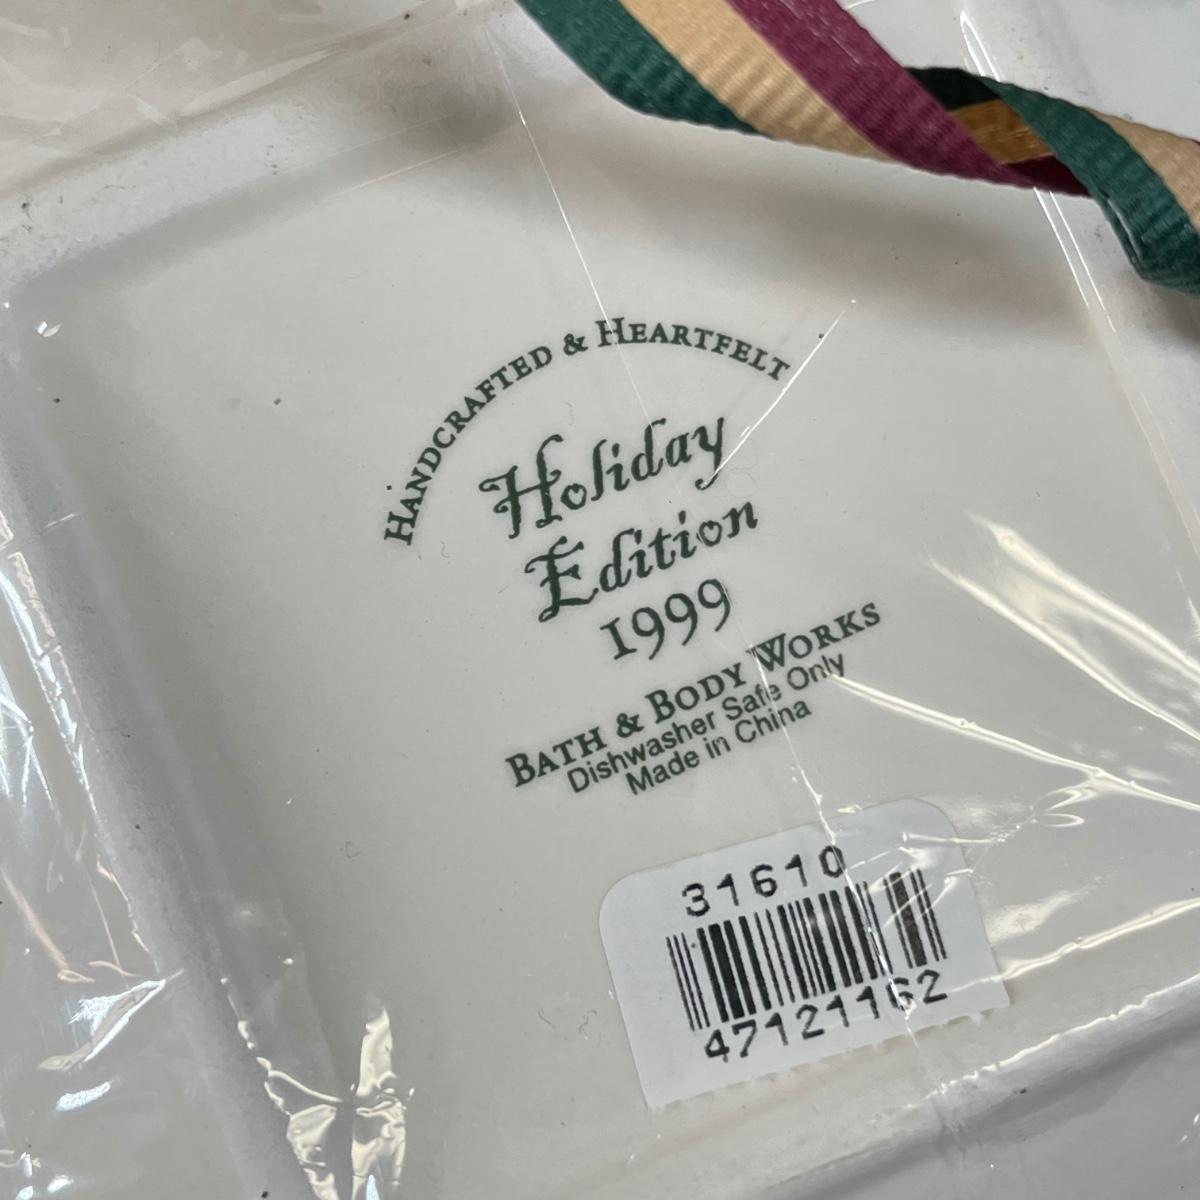 HANDCRAFTED & HEARTFELT
Holiday
Edition
1999
BATH & BODY WORKS
Dishwasher Safe Only
Made in China
31610
47121162